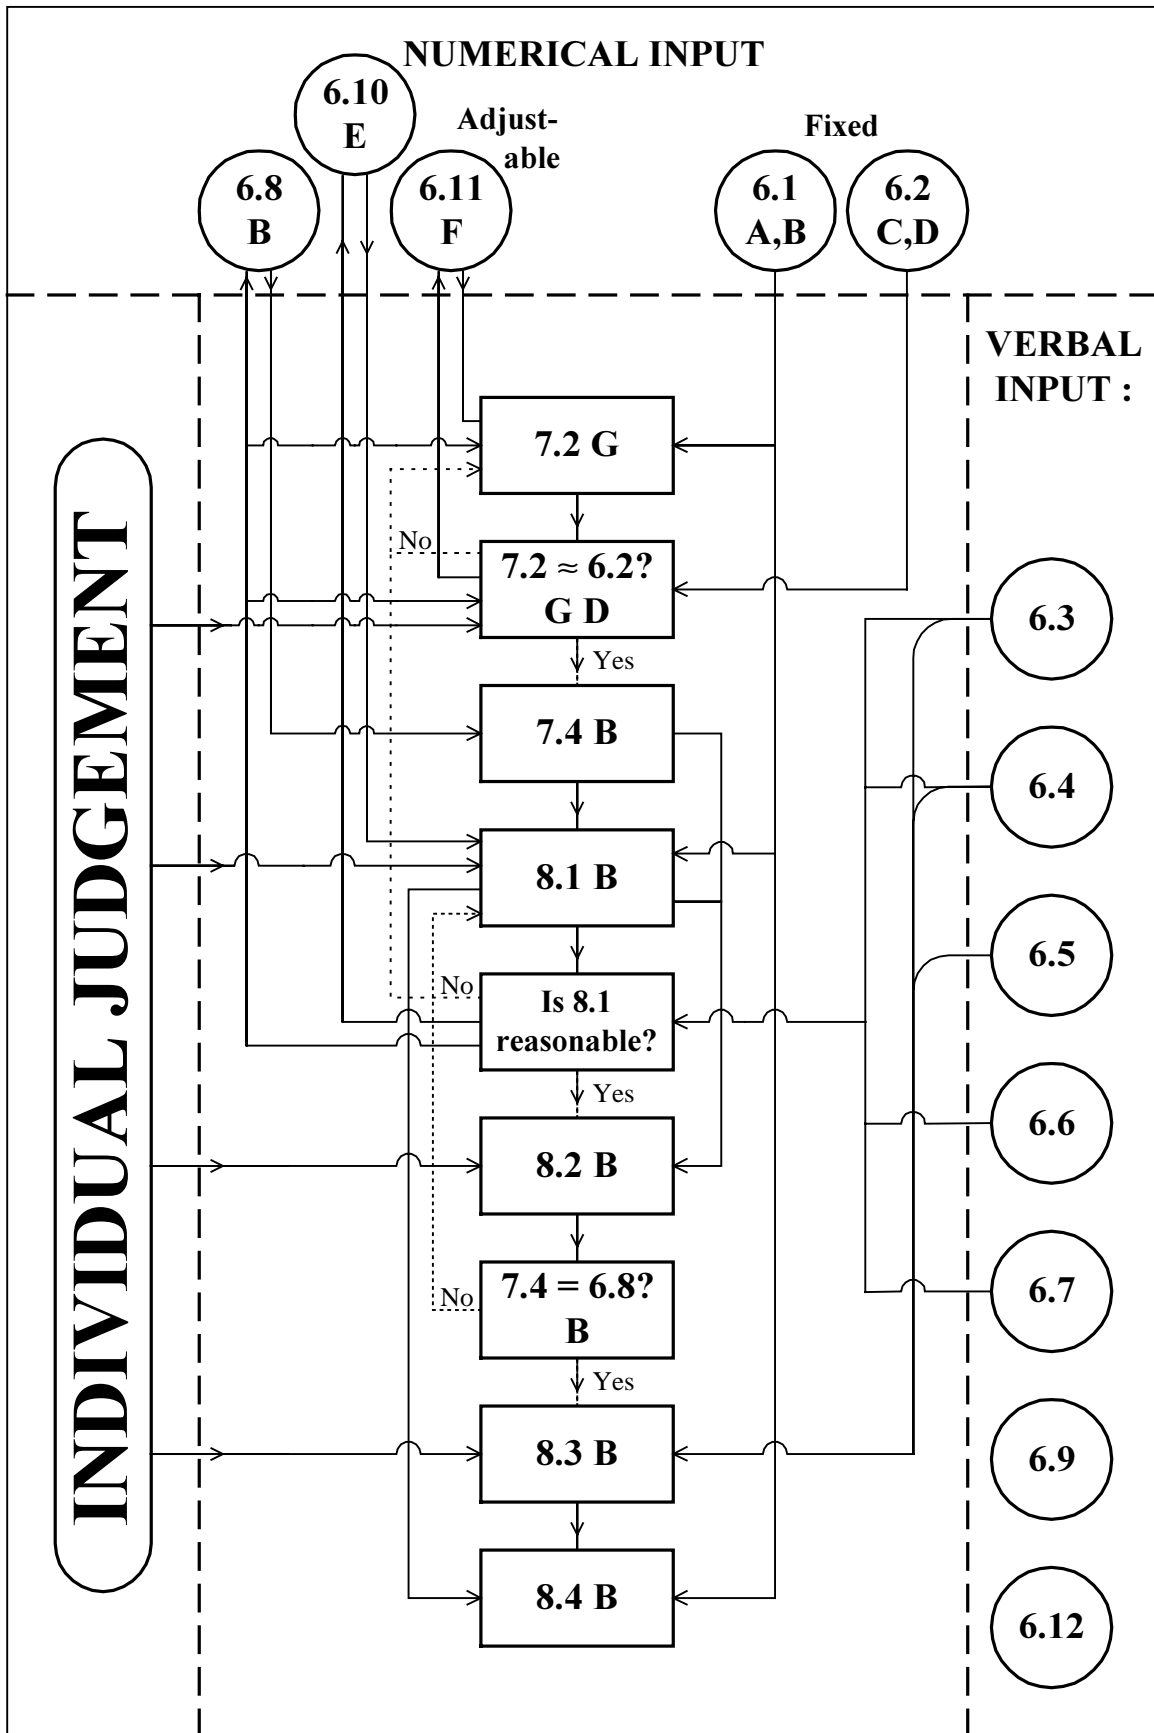 NUMERICAL INPUT
6.10
E
Adjust-
able
Fixed
6.8
B
6.11
F
6.1
A,B
6.2
C,D
VERBAL
INPUT :
INDIVIDUAL JUDGEMENT
7.2 G
No
7.2 ≈ 6.2?
G D
Yes
6.3
7.4 B
6.4
8.1 B
6.5
No
Is 8.1
reasonable?
Yes
6.6
8.2 B
6.7
No
7.4 = 6.8?
B
Yes
8.3 B
6.9
8.4 B
6.12